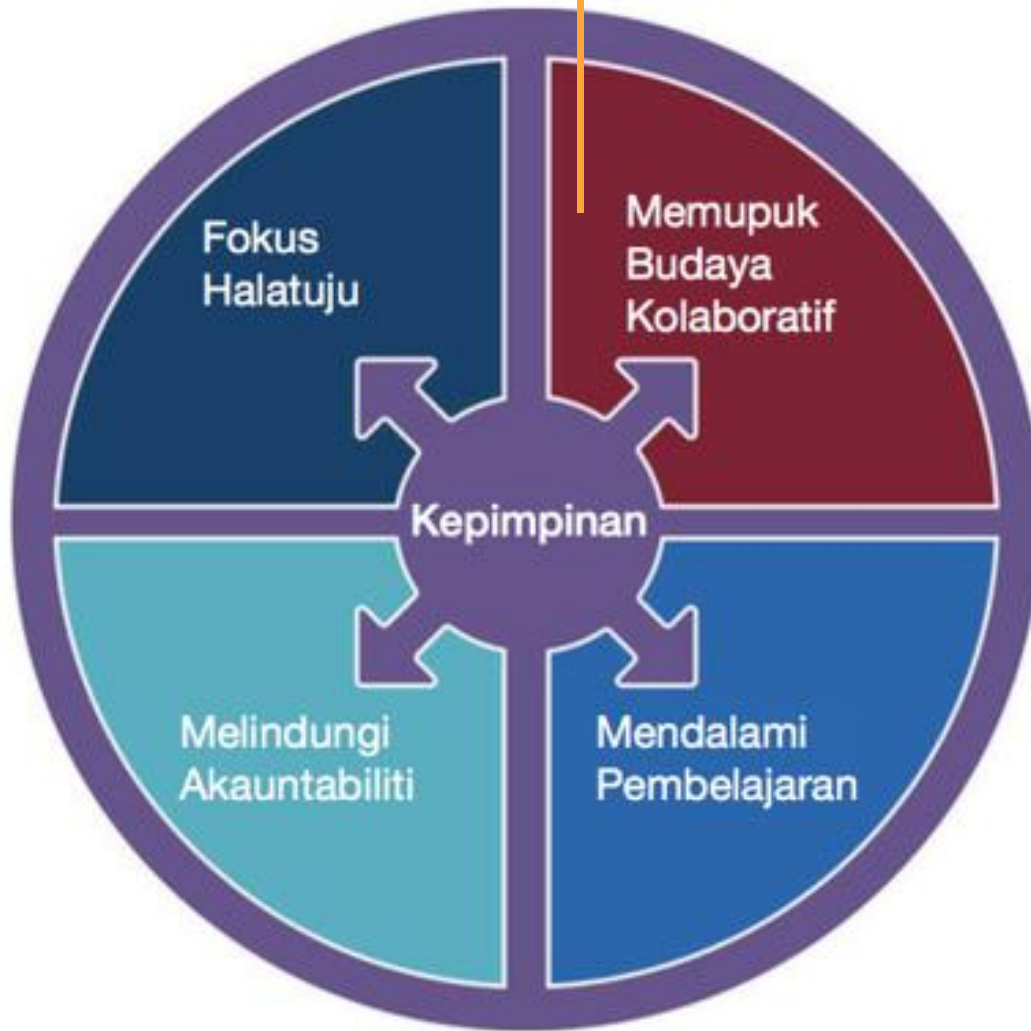 Fokus
Halatuju
Memupuk
Budaya
Kolaboratif
Kepimpinan
Melindungi
Akauntabiliti
Mendalami
Pembelajaran